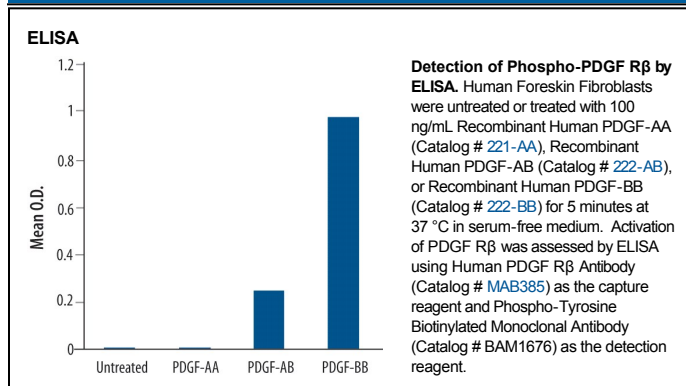 ELISA
1.2
1
0.8
0.6
0.4
0.2
0
Mean O.D.
Untreated PDGF-AA PDGF-AB PDGF-BB
Detection of Phospho-PDGF Rβ by
ELISA. Human Foreskin Fibroblasts
were untreated or treated with 100
ng/mL Recombinant Human PDGF-AA
(Catalog # 221-AA), Recombinant
Human PDGF-AB (Catalog # 222-AB),
or Recombinant Human PDGF-BB
(Catalog # 222-BB) for 5 minutes at
37 °C in serum-free medium. Activation
of PDGF Rβ was assessed by ELISA
using Human PDGF Rβ Antibody
(Catalog # MAB385) as the capture
reagent and Phospho-Tyrosine
Biotinylated Monoclonal Antibody
(Catalog # BAM1676) as the detection
reagent.